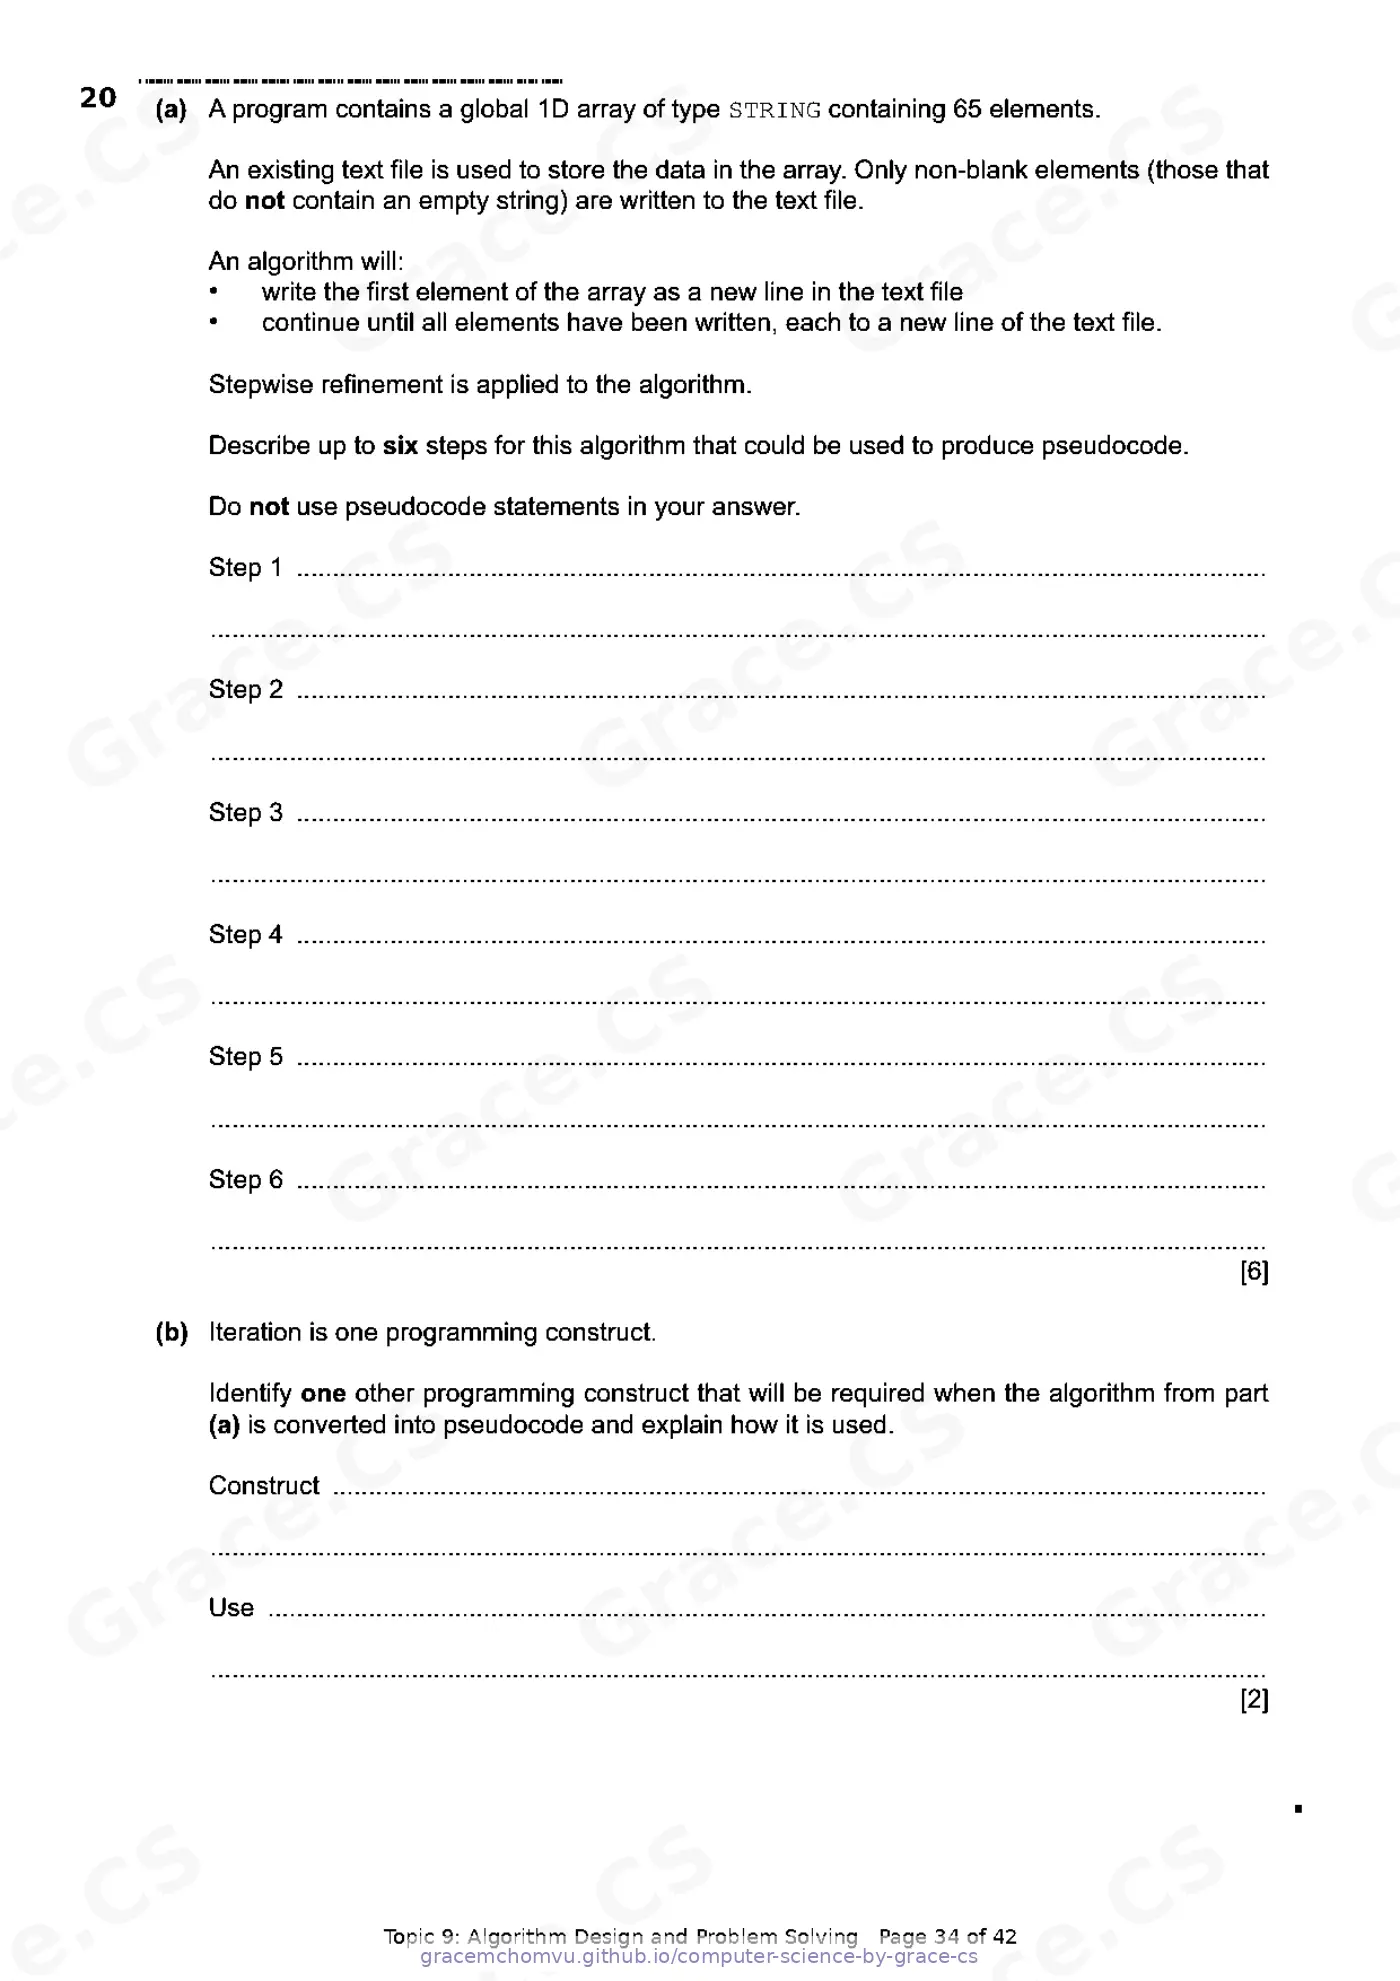 20
(a) A program contains a global 1D array of type STRING containing 65 elements.
An existing text file is used to store the data in the array. Only non-blank elements (those that
do not contain an empty string) are written to the text file.
An algorithm will:
• write the first element of the array as a new line in the text file
• continue until all elements have been written, each to a new line of the text file.
Stepwise refinement is applied to the algorithm.
Describe up to six steps for this algorithm that could be used to produce pseudocode.
Do not use pseudocode statements in your answer.
Step 1
Step 2
Step 3
Step 4
Step 5
Step 6
[6]
(b) Iteration is one programming construct.
Identify one other programming construct that will be required when the algorithm from part
(a) is converted into pseudocode and explain how it is used.
Construct
Use
[2]
Topic 9: Algorithm Design and Problem Solving Page 34 of 42
gracemchomvu.github.io/computer-science-by-grace-cs
Grace.CS